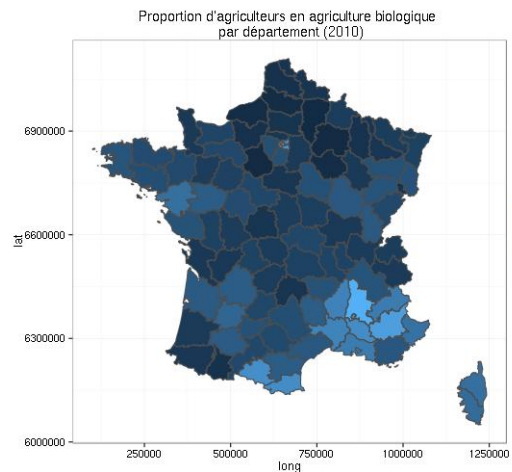 Proportion d'agriculteurs en agriculture biologique
par département (2010)
6900000
6600000
lat
6300000
6000000
250000 500000 750000 1000000 1250000
long